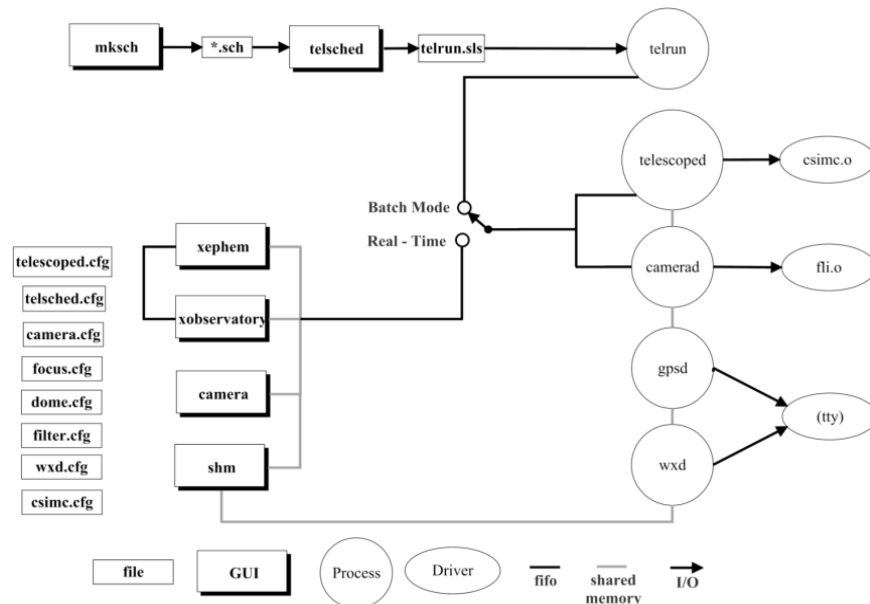 mksch
*.sch
telsched
telrun.sls
telrun
telescoped
csimc.o
Batch Mode
Real - Time
xephem
telescoped.cfg
camerad
fli.o
telsched.cfg
xobservatory
camera.cfg
focus.cfg
gpsd
camera
dome.cfg
(tty)
filter.cfg
wxd.cfg
shm
wxd
csimc.cfg
file
GUI
Process
Driver
fifo
shared
memory
I/O